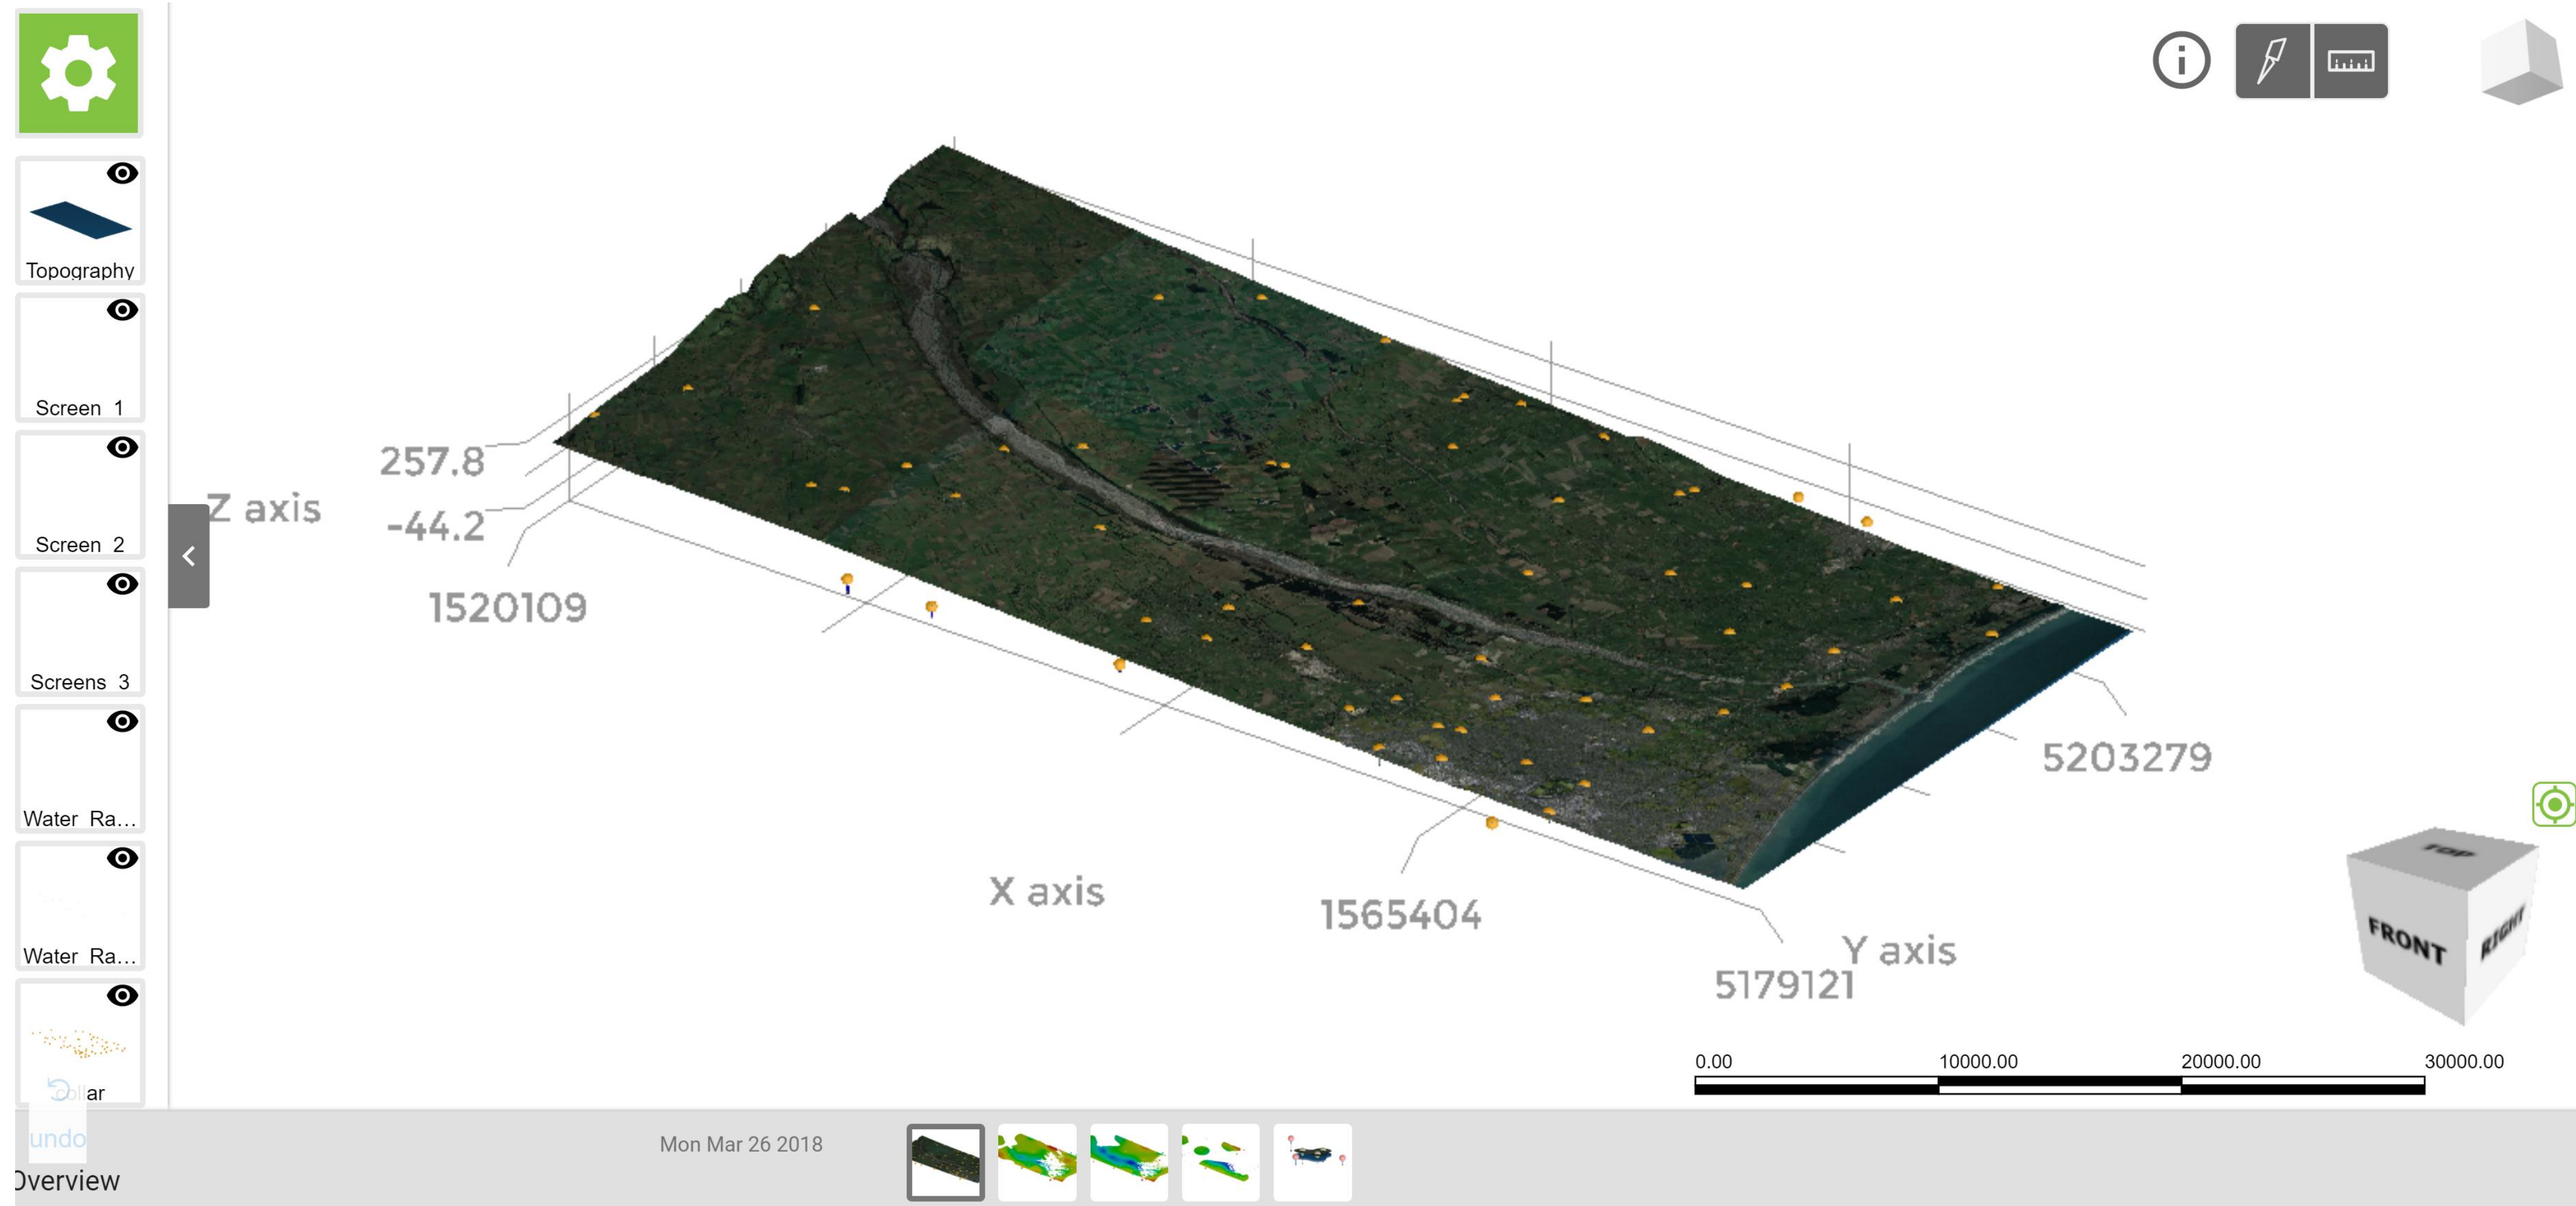 Topography
Screen 1
Screen 2
Screens 3
Water Ra...
Water Ra...
collar
undo
Overview
Mon Mar 26 2018
257.8
-44.2
Z axis
1520109
X axis
1565404
Y axis
5179121
5203279
TOP
FRONT
RIGHT
0.00 10000.00 20000.00 30000.00